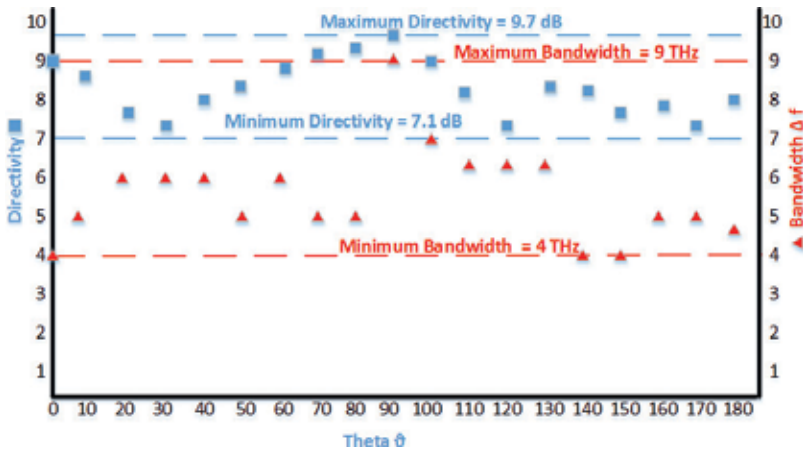 Maximum Directivity = 9.7 dB
Maximum Bandwidth = 9 THz
Minimum Directivity = 7.1 dB
Minimum Bandwidth = 4 THz
Directivity
10
9
8
7
6
5
4
3
2
1
10
9
8
7
6
5
4
3
2
1
Bandwidth Δ f
0 10 20 30 40 50 60 70 80 90 100 110 120 130 140 150 160 170 180
Theta ϑ